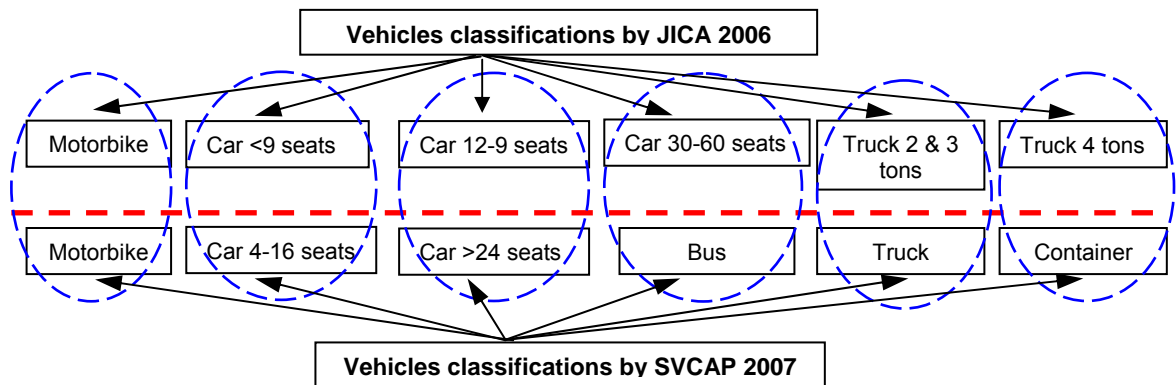 Vehicles classifications by JICA 2006
Motorbike
Car <9 seats
Car 12-9 seats
Car 30-60 seats
Truck 2 & 3
tons
Truck 4 tons
Motorbike
Car 4-16 seats
Car >24 seats
Bus
Truck
Container
Vehicles classifications by SVCAP 2007